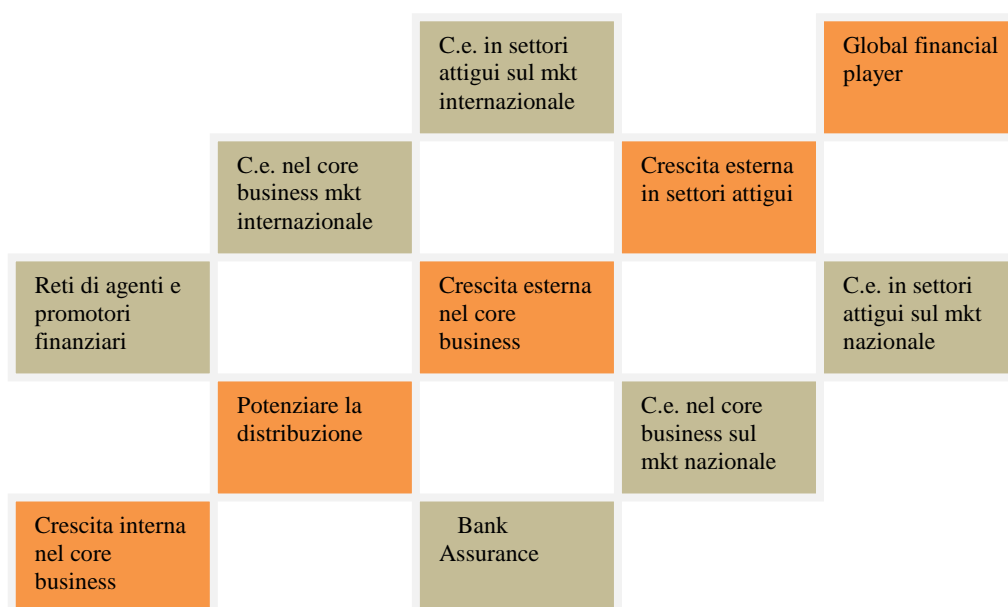 C.e. in settori
attigui sul mkt
internazionale
Global financial
player
C.e. nel core
business mkt
internazionale
Crescita esterna
in settori attigui
Reti di agenti e
promotori
finanziari
Crescita esterna
nel core
business
C.e. in settori
attigui sul mkt
nazionale
Potenziare la
distribuzione
C.e. nel core
business sul
mkt nazionale
Crescita interna
nel core
business
Bank
Assurance